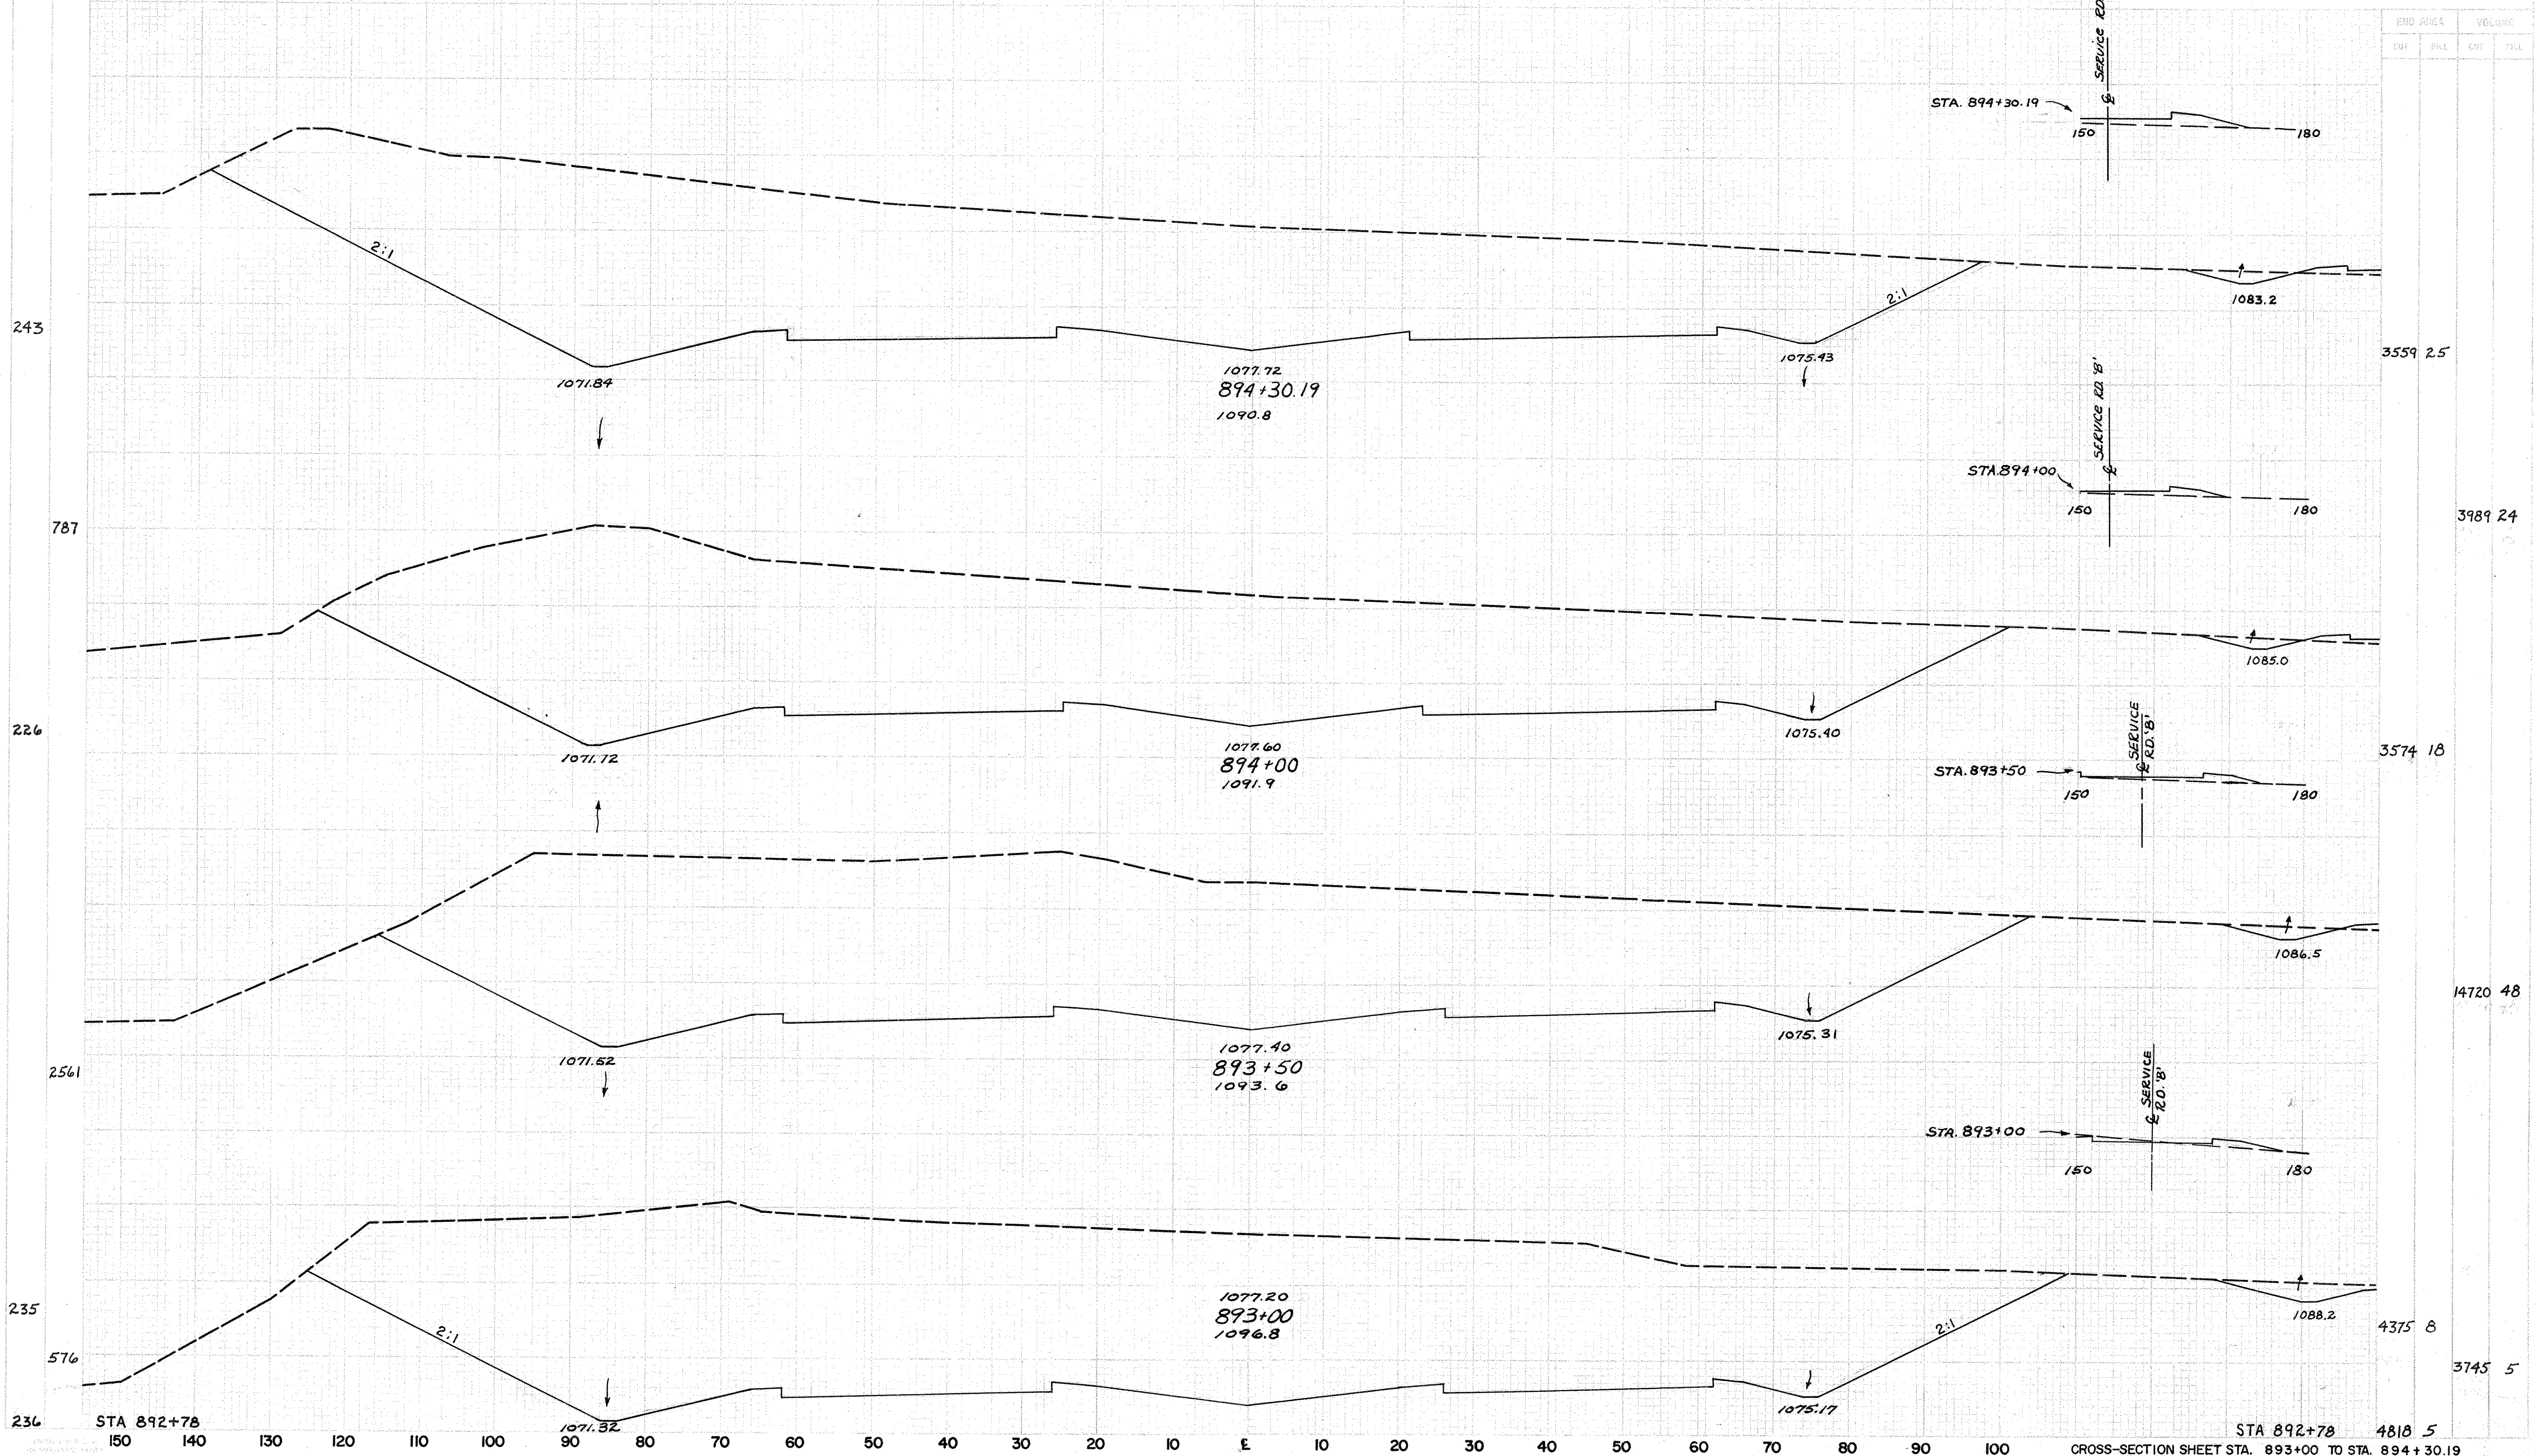 END AREA VOLUME
CUT FILL CUT FILL
℄ SERVICE RD
STA. 894+30.19
150 180
2:1
2:1
1083.2
243
1071.84
1077.72
894+30.19
1090.8
1075.43
3559 25
℄ SERVICE RD. 'B'
STA. 894+00
150 180
787
3989 24
1085.0
226
1071.72
1077.60
894+00
1091.9
1075.40
3574 18
℄ SERVICE
RD. 'B'
STA. 893+50
150 180
1086.5
14720 48
1071.52
1077.40
893+50
1093.6
1075.31
2561
℄ SERVICE
RD. 'B'
STA. 893+00
150 180
235
2:1
1077.20
893+00
1096.8
2:1
1088.2
4375 8
576
3745 5
1071.32
1075.17
236 STA 892+78
STA 892+78 4818 5
150 140 130 120 110 100 90 80 70 60 50 40 30 20 10 ℄ 10 20 30 40 50 60 70 80 90 100
CROSS-SECTION SHEET STA. 893+00 TO STA. 894+30.19